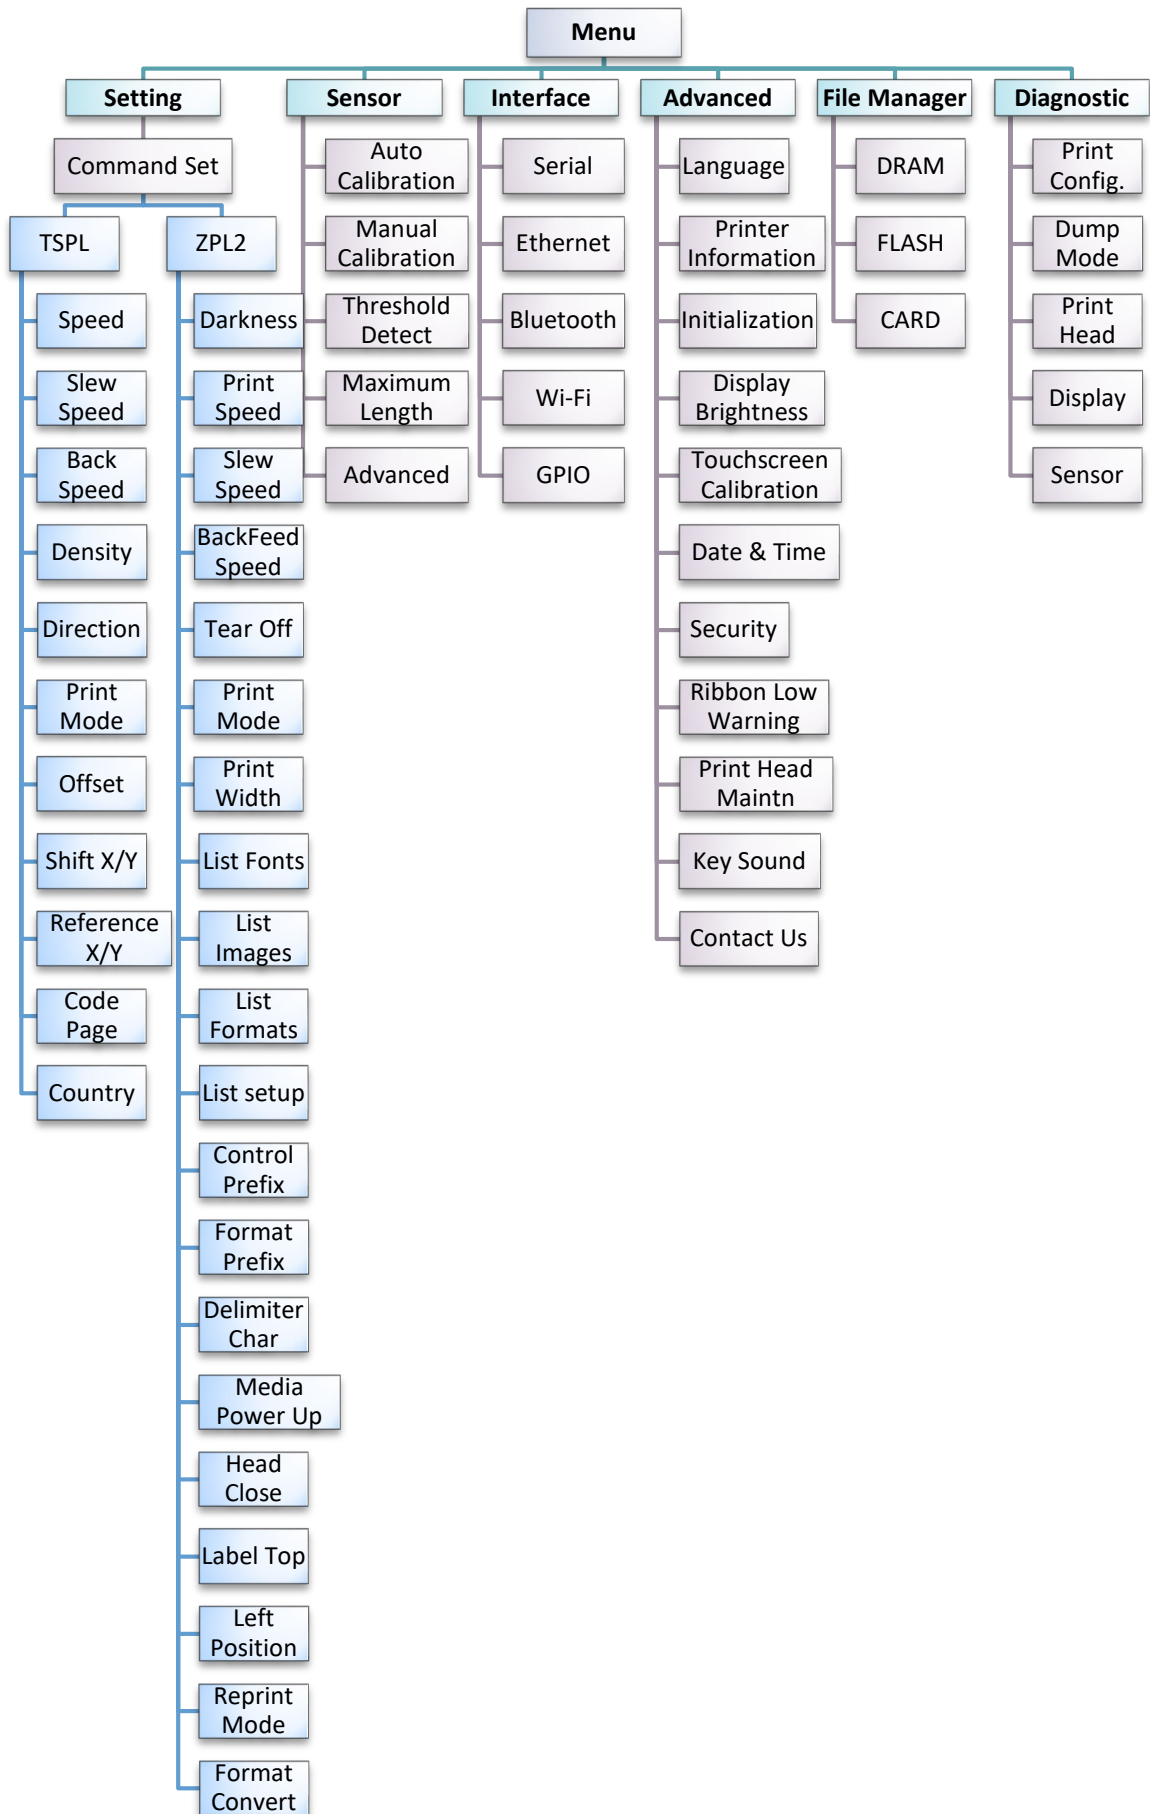 Menu
Setting
Sensor
Interface
Advanced
File Manager
Diagnostic
Command Set
TSPL
ZPL2
Speed
Slew
Speed
Back
Speed
Density
Direction
Print
Mode
Offset
Shift X/Y
Reference
X/Y
Code
Page
Country
Darkness
Print
Speed
Slew
Speed
BackFeed
Speed
Tear Off
Print
Mode
Print
Width
List Fonts
List
Images
List
Formats
List setup
Control
Prefix
Format
Prefix
Delimiter
Char
Media
Power Up
Head
Close
Label Top
Left
Position
Reprint
Mode
Format
Convert
Auto
Calibration
Manual
Calibration
Threshold
Detect
Maximum
Length
Advanced
Serial
Ethernet
Bluetooth
Wi-Fi
GPIO
Language
Printer
Information
Initialization
Display
Brightness
Touchscreen
Calibration
Date & Time
Security
Ribbon Low
Warning
Print Head
Maintn
Key Sound
Contact Us
DRAM
FLASH
CARD
Print
Config.
Dump
Mode
Print
Head
Display
Sensor